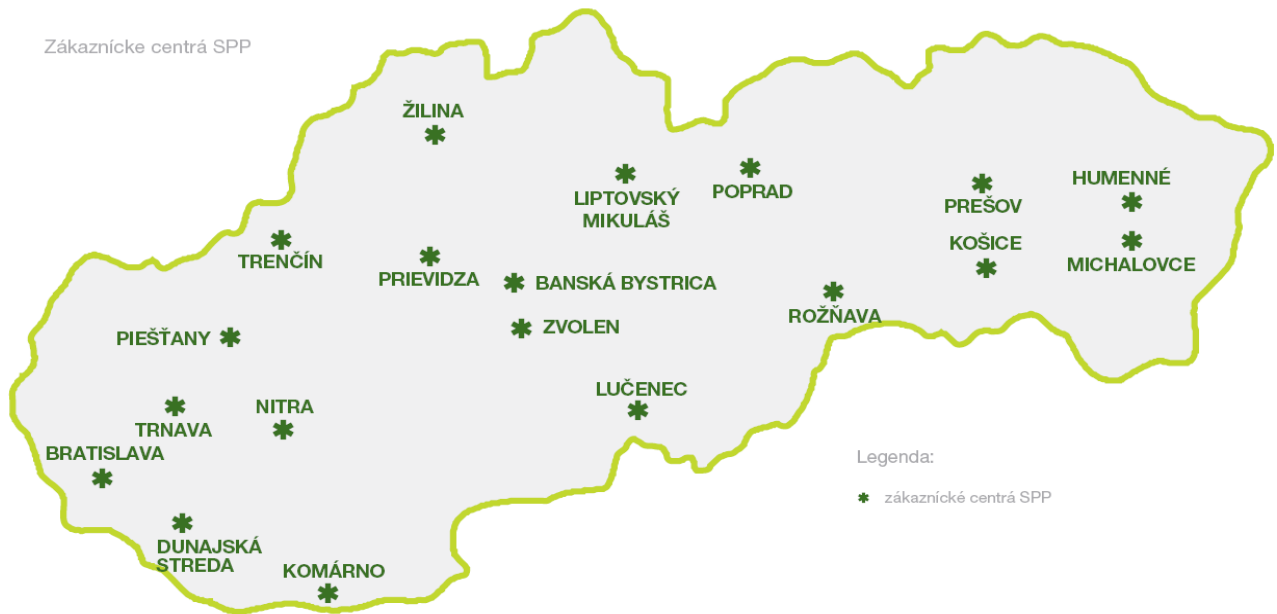 Zákaznícke centrá SPP
ŽILINA
LIPTOVSKÝ
MIKULÁŠ
POPRAD
PREŠOV
HUMENNÉ
KOŠICE
MICHALOVCE
TRENČÍN
PRIEVIDZA
BANSKÁ BYSTRICA
ROŽŇAVA
PIEŠŤANY
ZVOLEN
LUČENEC
NITRA
TRNAVA
BRATISLAVA
DUNAJSKÁ
STREDA
KOMÁRNO
Legenda:
zákaznícké centrá SPP